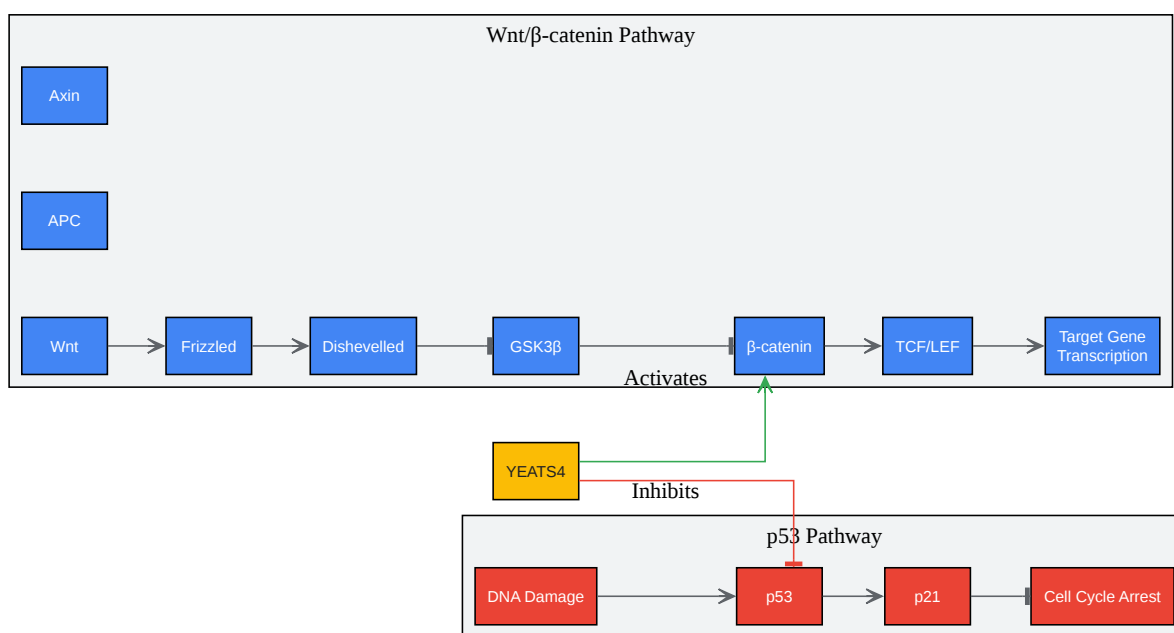 Wnt/β-catenin Pathway
Axin
APC
Wnt
Frizzled
Dishevelled
GSK3β
β-catenin
TCF/LEF
Target Gene
Transcription
Activates
YEATS4
Inhibits
p53 Pathway
DNA Damage
p53
p21
Cell Cycle Arrest